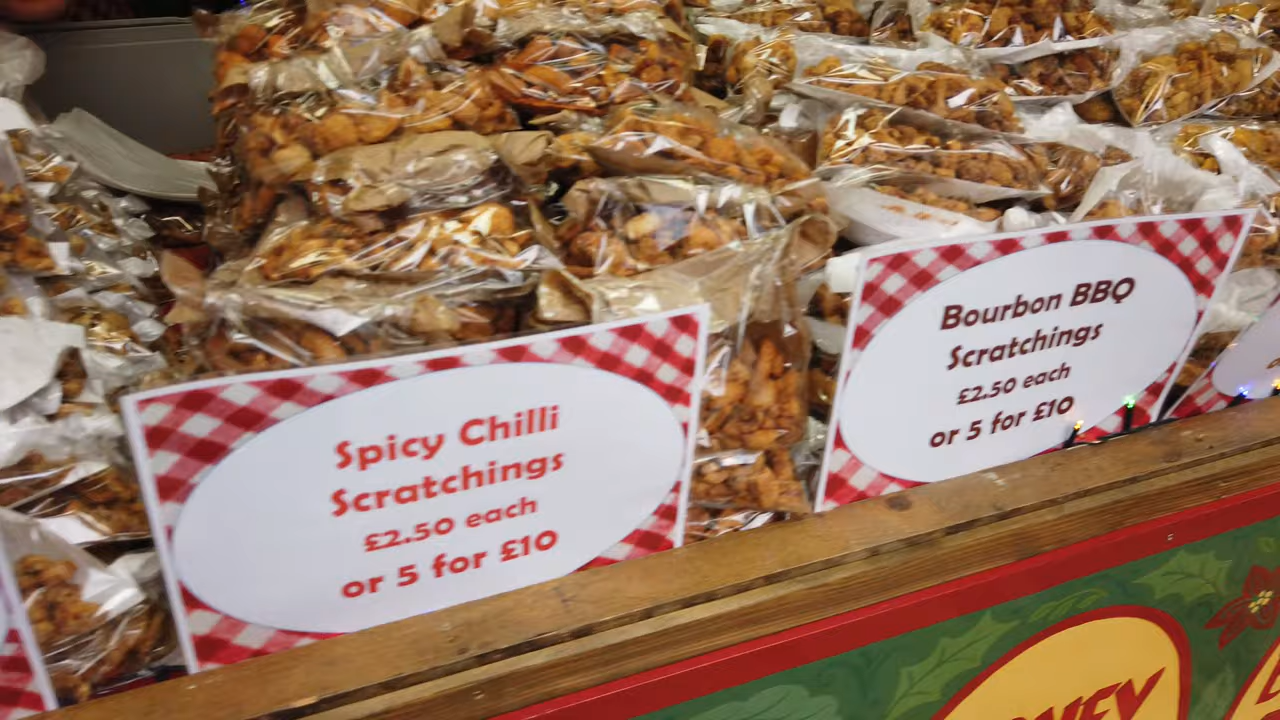 Spicy Chilli
Scratchings
£2.50 each
or 5 for £10
Bourbon BBQ
Scratchings
£2.50 each
or 5 for £10